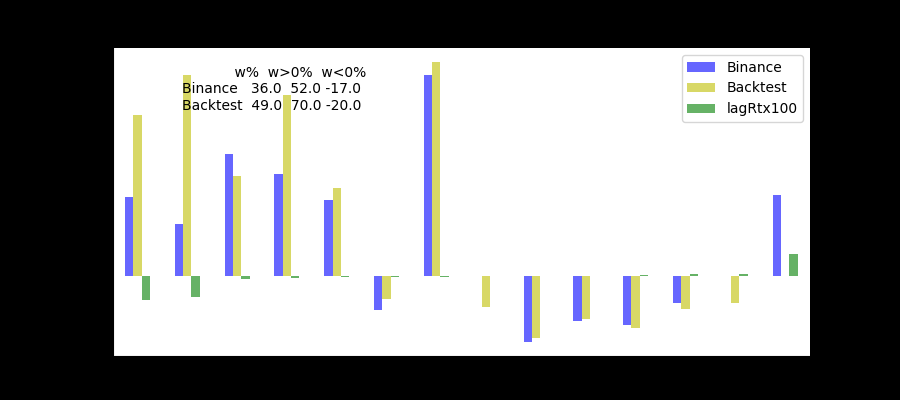 w%  w>0%  w<0%
Binance   36.0  52.0 -17.0
Backtest  49.0  70.0 -20.0
Binance
Backtest
lagRtx100